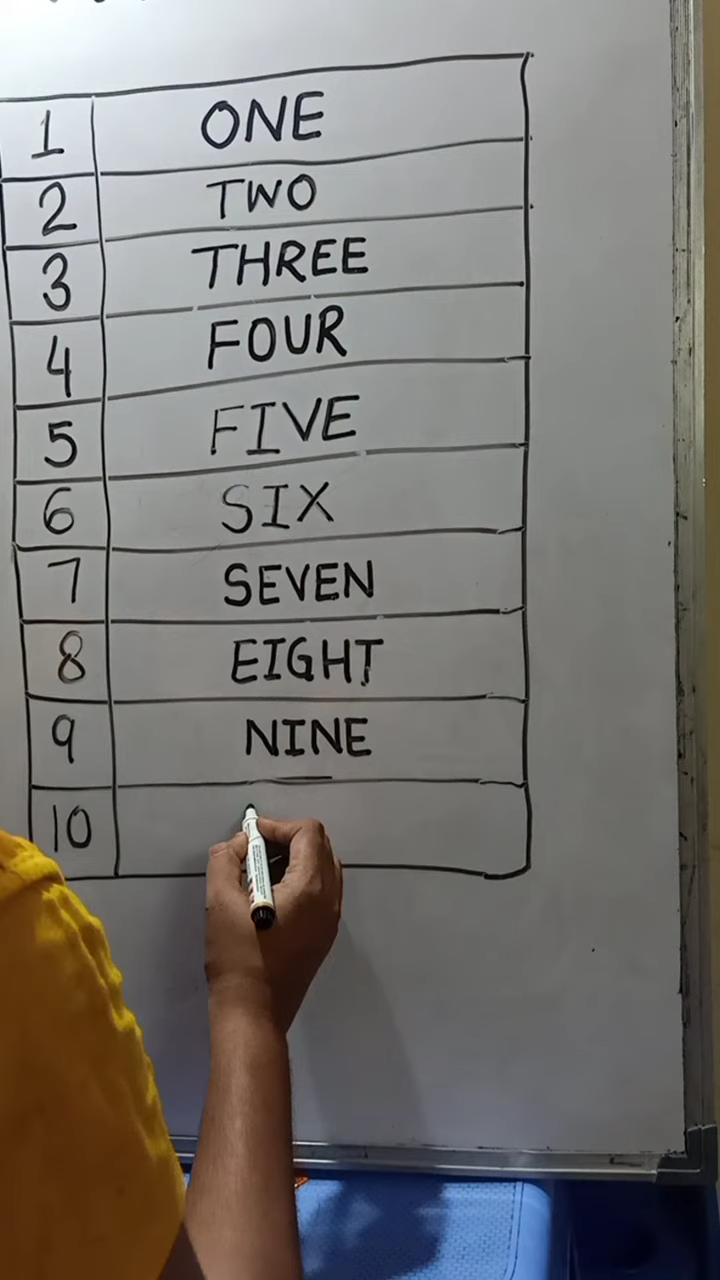 1 ONE
2 TWO
3 THREE
4 FOUR
5 FIVE
6 SIX
7 SEVEN
8 EIGHT
9 NINE
10